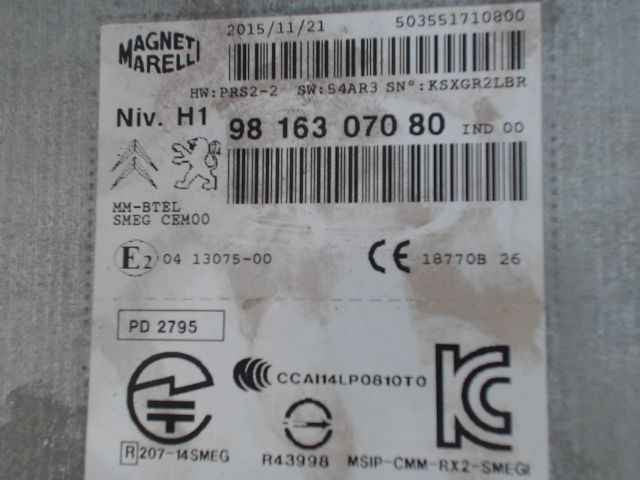 MAGNETI MARELLI
2015/11/21 503551710800
HW:PRS2-2 SW:54AR3 SN°:KSXGR2LBR
Niv. H1 98 163 070 80 IND 00
MM-BTEL
SMEG CEM00
E2 04 13075-00 CE 18770B 26
PD 2795
CCAI14LP0810T0
R 207-14SMEG R43998 MSIP-CMM-RX2-SMEGI